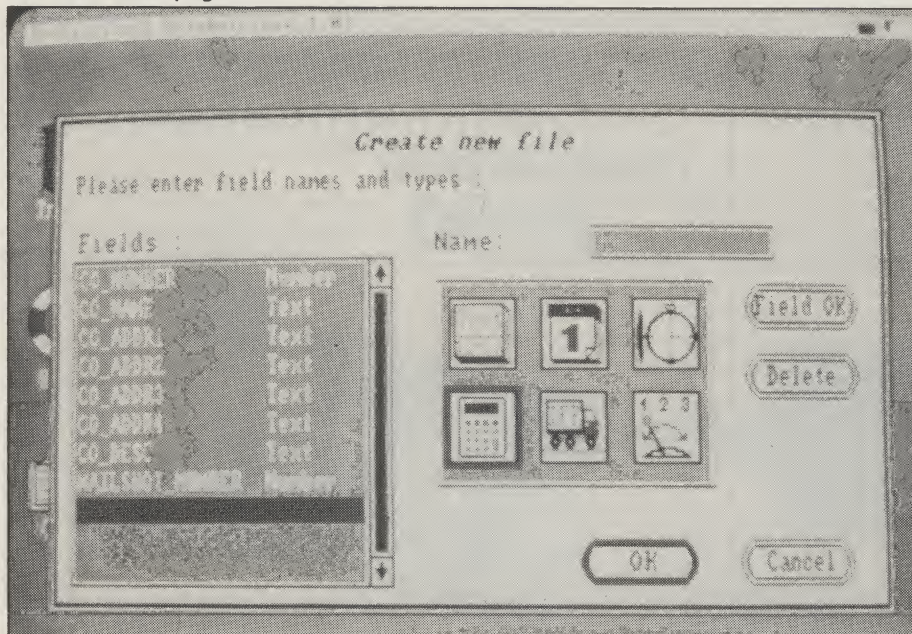 Create new file
Please enter field names and types :
Fields :
Name:
CO_NUMBER Number
CO_NAME Text
CO_ADDR1 Text
CO_ADDR2 Text
CO_ADDR3 Text
CO_ADDR4 Text
CO_DESC Text
MAILSHOT_NUMBER Number
1
1 2 3
Field OK
Delete
OK
Cancel